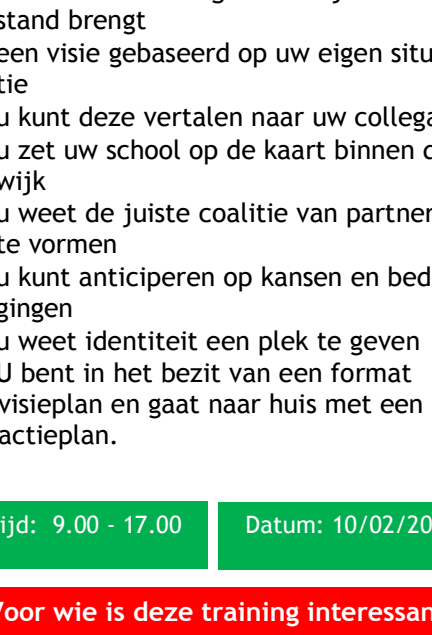 stand brengt
een visie gebaseerd op uw eigen situ
tie
u kunt deze vertalen naar uw collega
u zet uw school op de kaart binnen d
wijk
u weet de juiste coalitie van partner
te vormen
u kunt anticiperen op kansen en bed
gingen
u weet identiteit een plek te geven
U bent in het bezit van een format
visieplan en gaat naar huis met een
actieplan.
ijd: 9.00 - 17.00
Datum: 10/02/20
Voor wie is deze training interessan